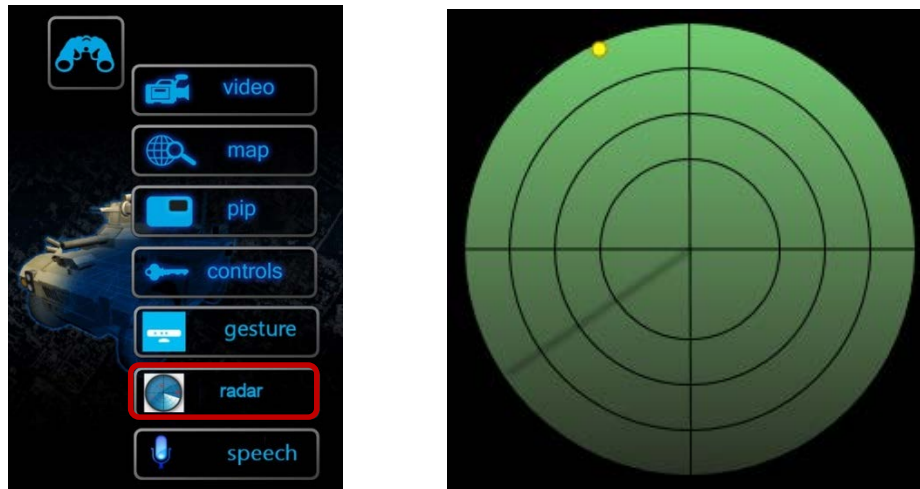 video
map
pip
controls
gesture
radar
speech